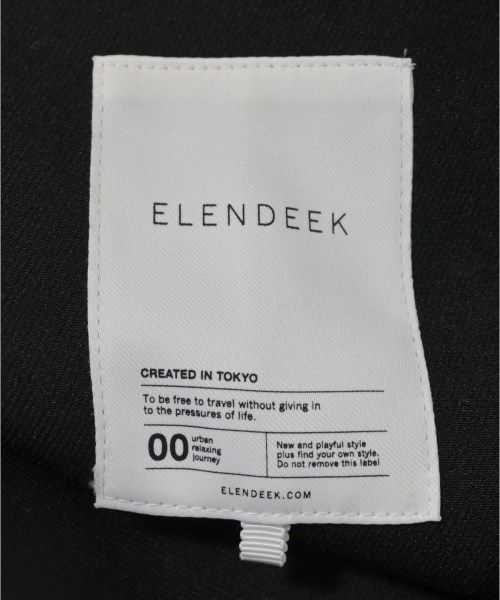 ELENDEEK
CREATED IN TOKYO
To be free to travel without giving in
to the pressures of life.
00
urban
relaxing
journey
New and playful style
plus find your own style.
Do not remove this label
ELENDEEK.COM